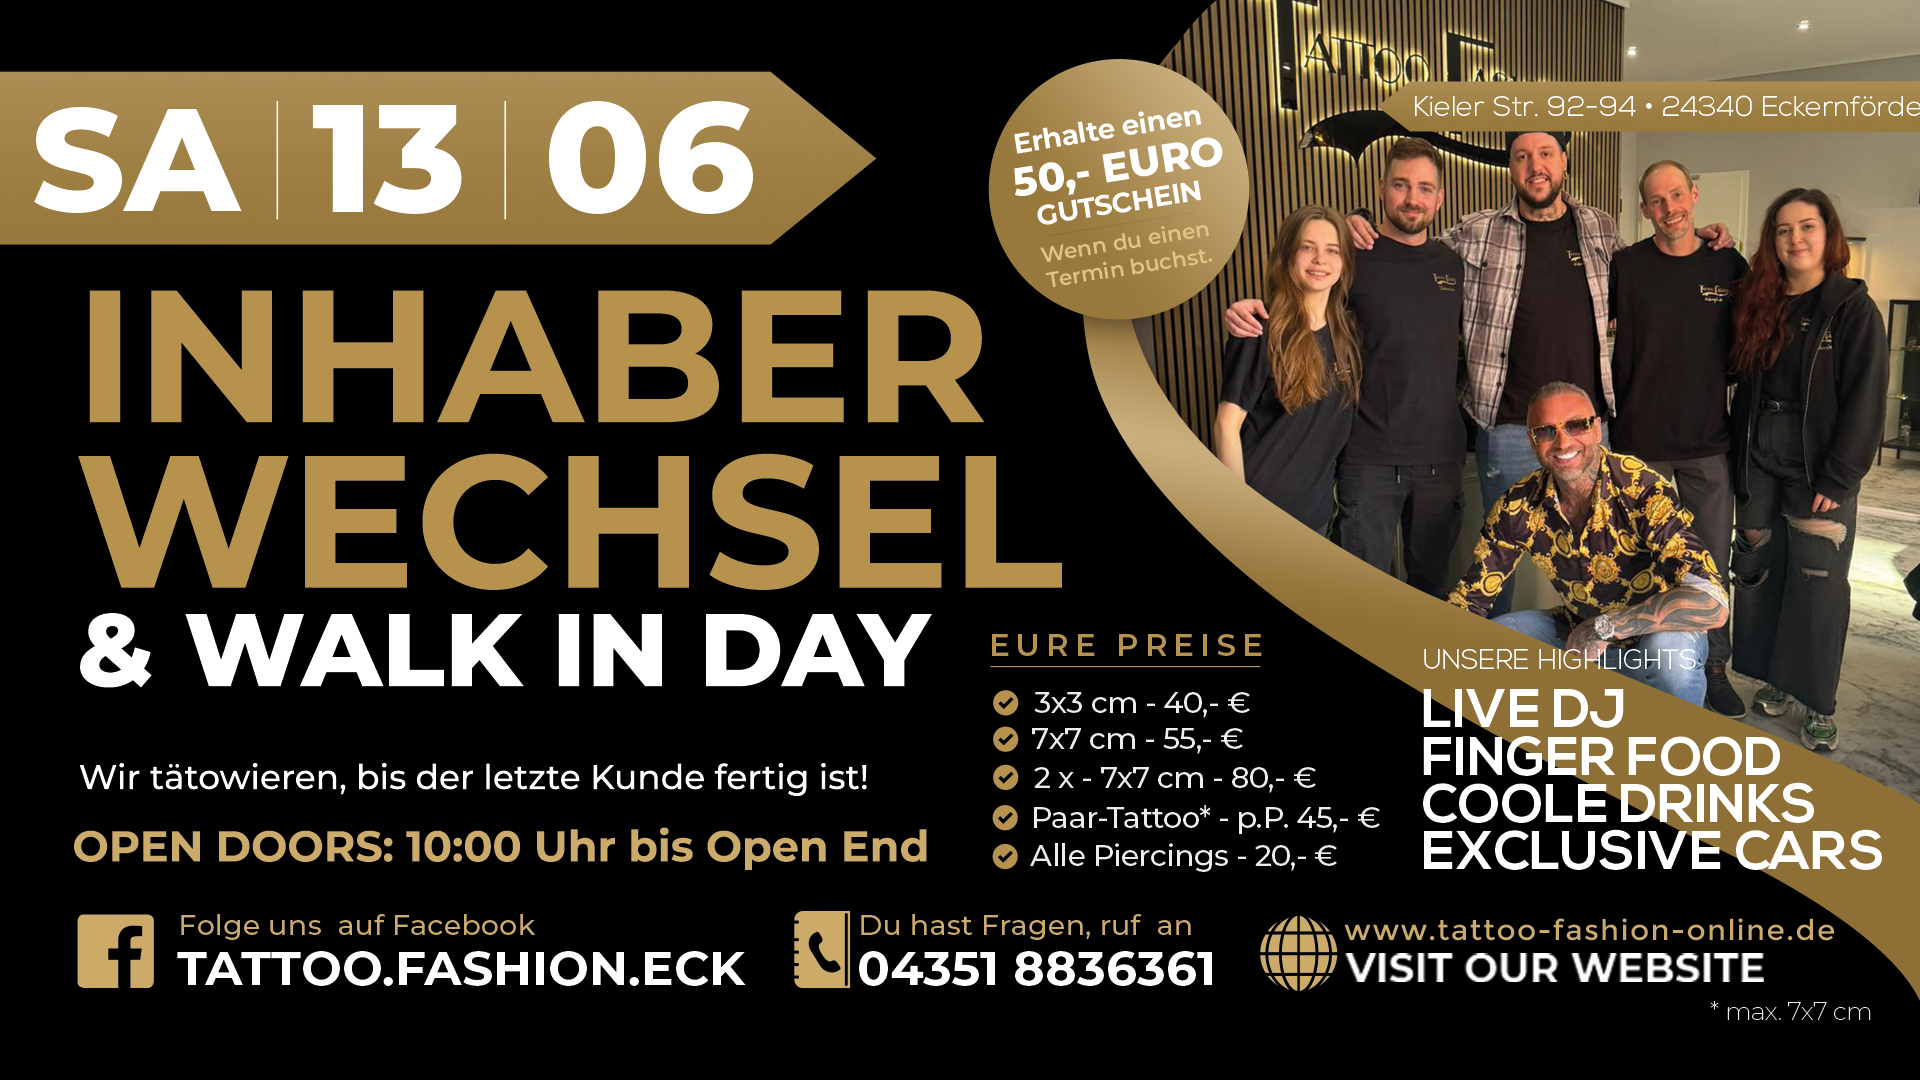 SA 13 06
INHABER
WECHSEL
& WALK IN DAY
Wir tätowieren, bis der letzte Kunde fertig ist!
OPEN DOORS: 10:00 Uhr bis Open End
Erhalte einen
50,- EURO
GUTSCHEIN
Wenn du einen
Termin buchst.
TATTOO
Kieler Str. 92-94 • 24340 Eckernförde
EURE PREISE
3x3 cm - 40,- €
7x7 cm - 55,- €
2 x - 7x7 cm - 80,- €
Paar-Tattoo* - p.P. 45,- €
Alle Piercings - 20,- €
UNSERE HIGHLIGHTS
LIVE DJ
FINGER FOOD
COOLE DRINKS
EXCLUSIVE CARS
Folge uns auf Facebook
TATTOO.FASHION.ECK
Du hast Fragen, ruf an
04351 8836361
www.tattoo-fashion-online.de
VISIT OUR WEBSITE
* max. 7x7 cm